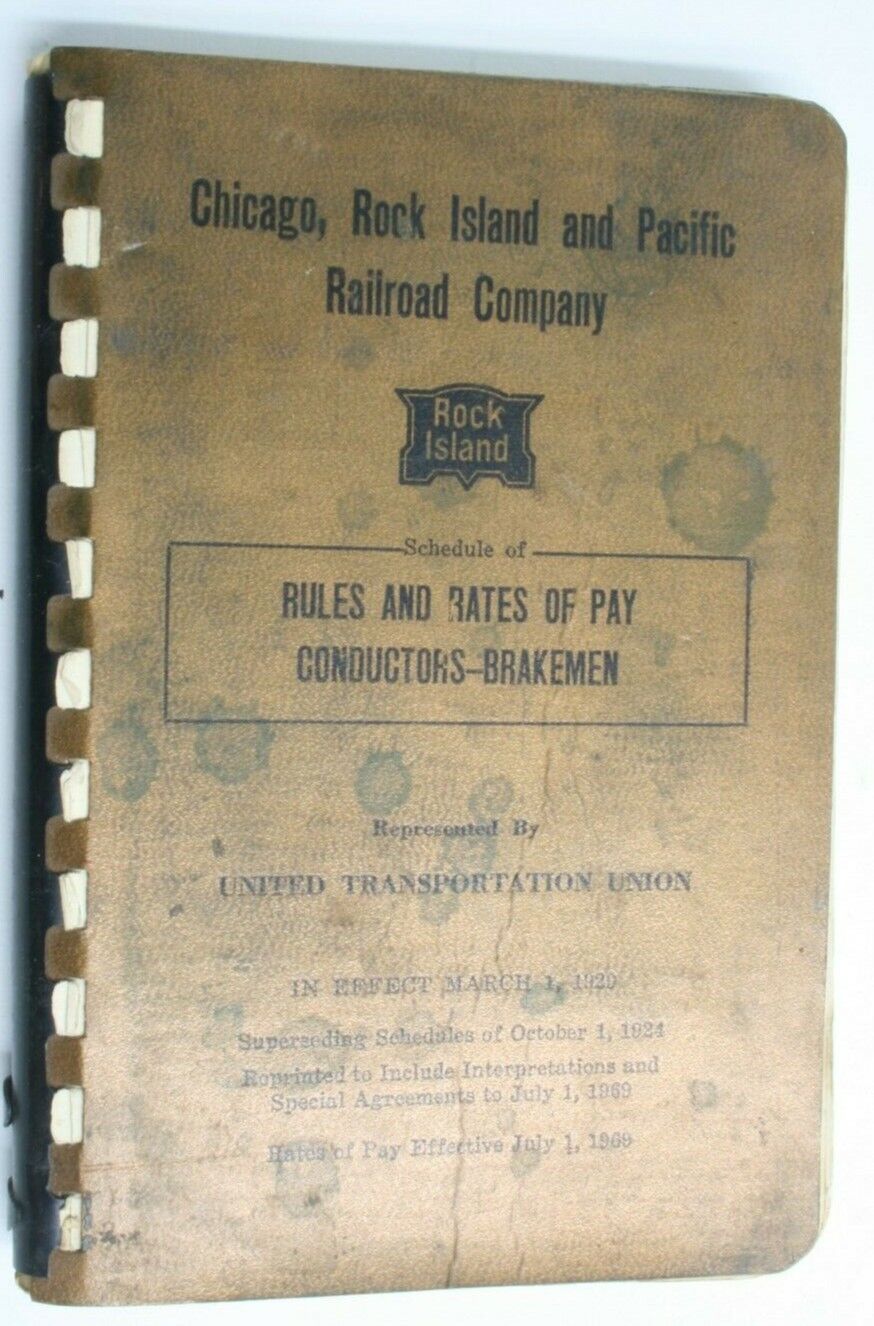 Chicago, Rock Island and Pacific
Railroad Company
Rock
Island
Schedule of
RULES AND RATES OF PAY
CONDUCTORS-BRAKEMEN
Represented By
UNITED TRANSPORTATION UNION
IN EFFECT MARCH 1, 1929
Superseding Schedules of October 1, 1924
Reprinted to Include Interpretations and
Special Agreements to July 1, 1969
Rates of Pay Effective July 1, 1969